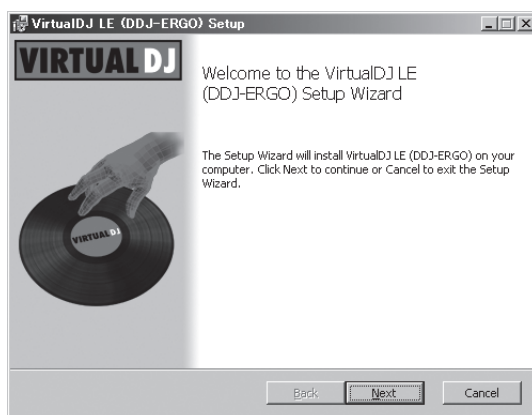 VirtualDJ LE (DDJ-ERGO) Setup
VIRTUAL DJ
Welcome to the VirtualDJ LE
(DDJ-ERGO) Setup Wizard
The Setup Wizard will install VirtualDJ LE (DDJ-ERGO) on your
computer. Click Next to continue or Cancel to exit the Setup
Wizard.
VIRTUAL DJ
Back
Next
Cancel